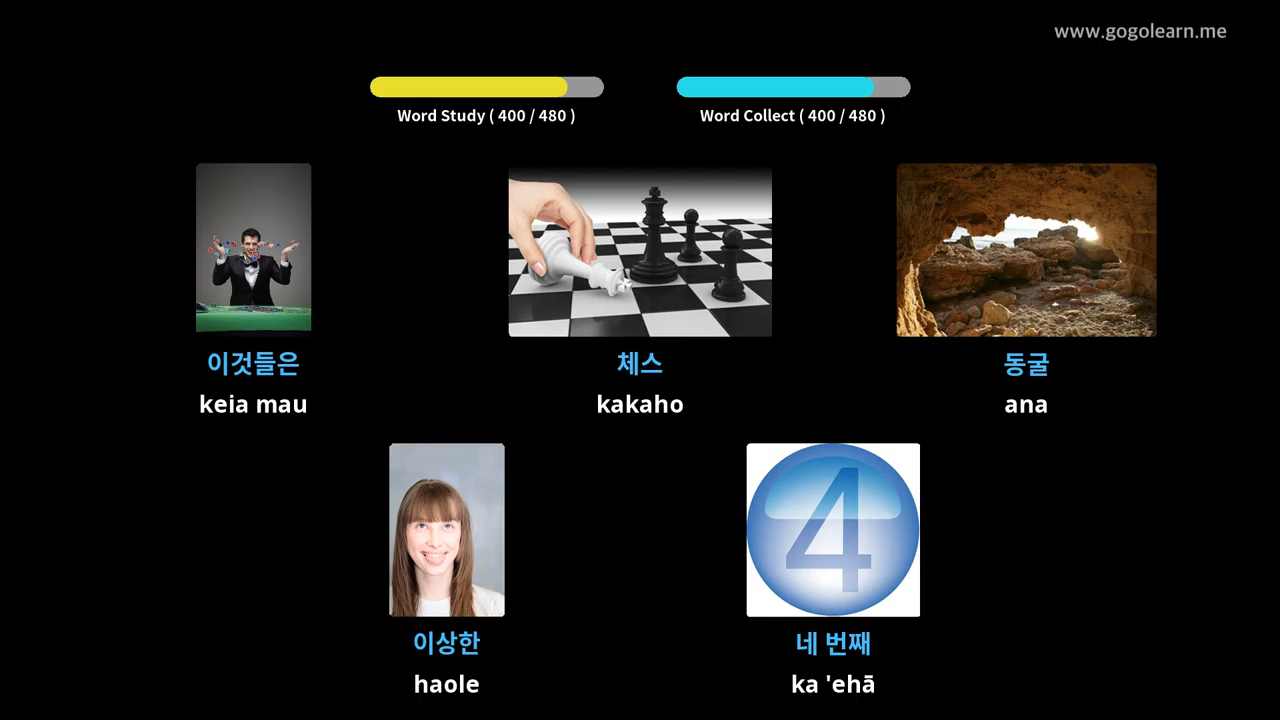 www.gogolearn.me
Word Study ( 400 / 480 )
Word Collect ( 400 / 480 )
이것들은
keia mau
체스
kakaho
동굴
ana
4
이상한
haole
네 번째
ka 'ehā